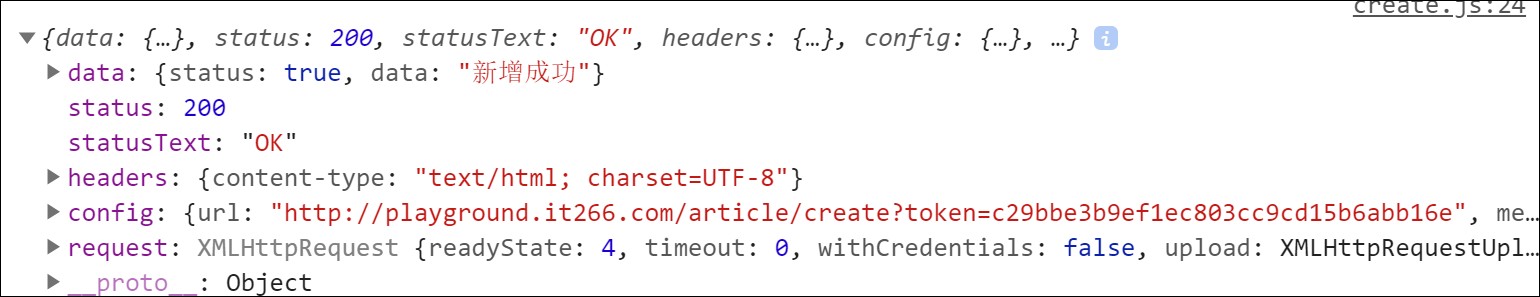 create.js:24
▼{data: {…}, status: 200, statusText: "OK", headers: {…}, config: {…}, …} i
▶data: {status: true, data: "新增成功"}
status: 200
statusText: "OK"
▶headers: {content-type: "text/html; charset=UTF-8"}
▶config: {url: "http://playground.it266.com/article/create?token=c29bbe3b9ef1ec803cc9cd15b6abb16e", me…
▶request: XMLHttpRequest {readyState: 4, timeout: 0, withCredentials: false, upload: XMLHttpRequestUpl…
▶__proto__: Object